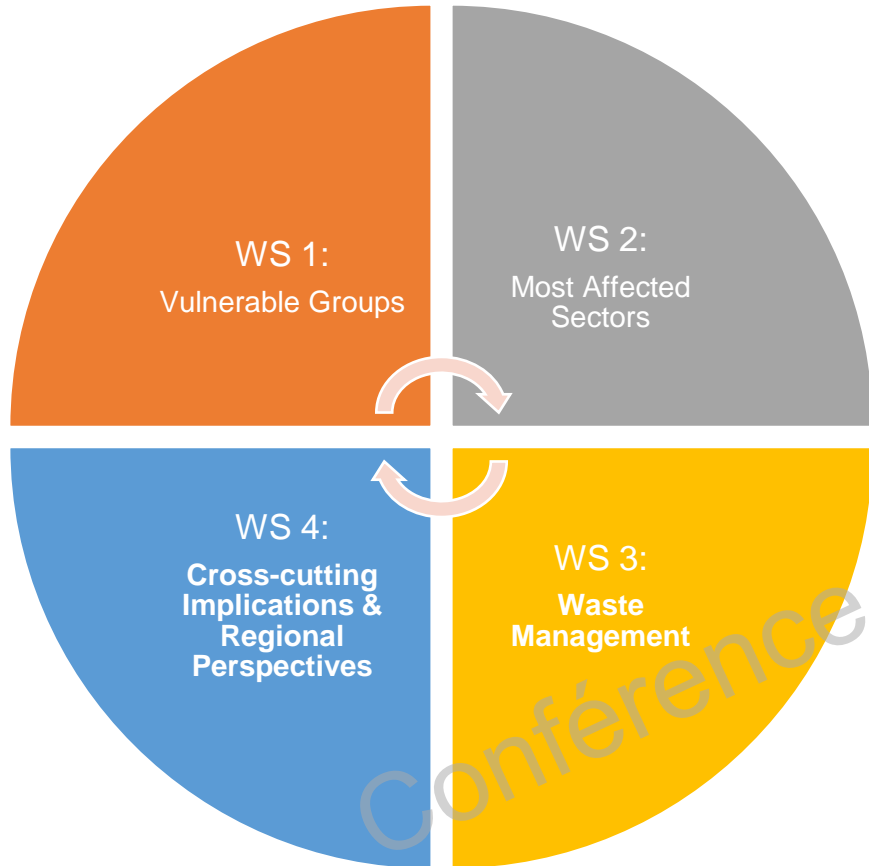 WS 1:
Vulnerable Groups
WS 2:
Most Affected
Sectors
WS 4:
Cross-cutting
Implications &
Regional
Perspectives
WS 3:
Waste
Management
Conférence